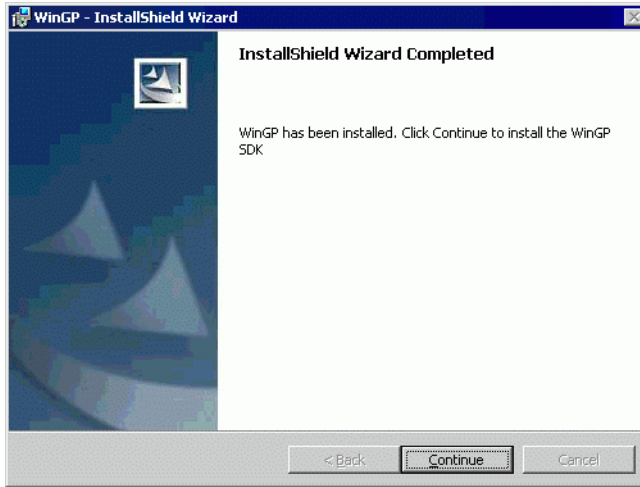 WinGP - InstallShield Wizard
InstallShield Wizard Completed
WinGP has been installed. Click Continue to install the WinGP
SDK
< Back Continue Cancel